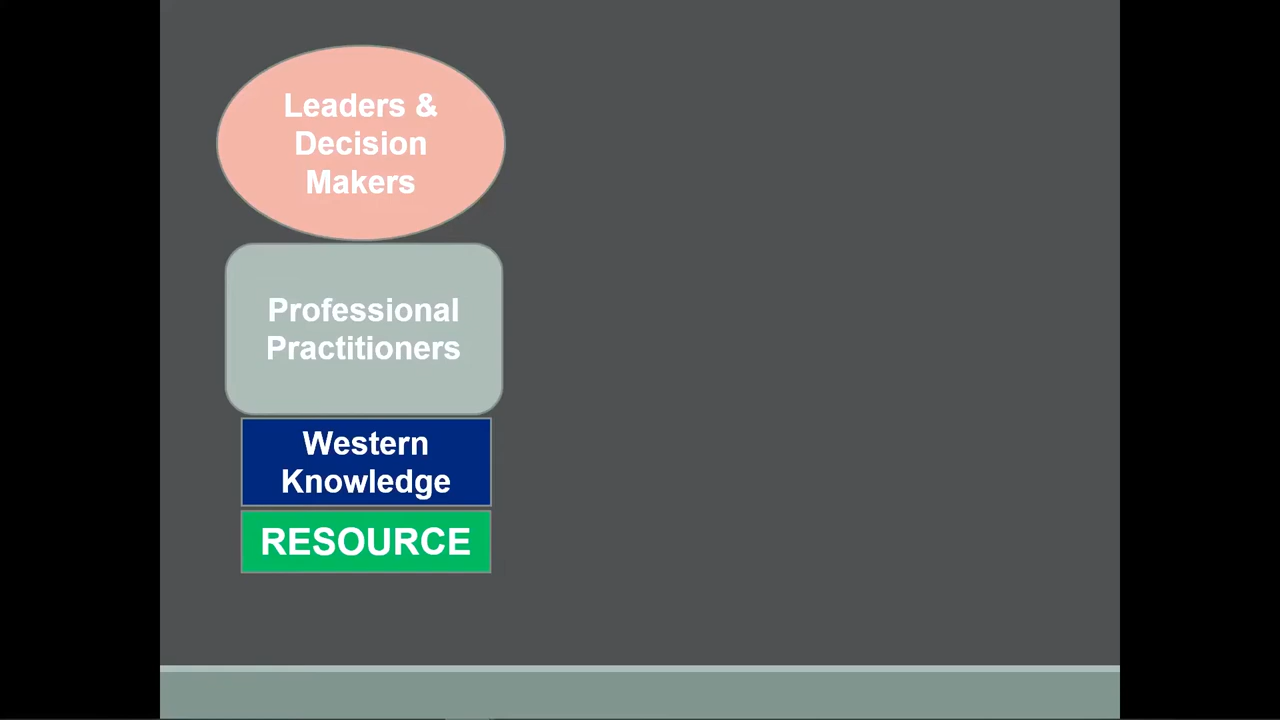 Leaders &
Decision
Makers
Professional
Practitioners
Western
Knowledge
RESOURCE